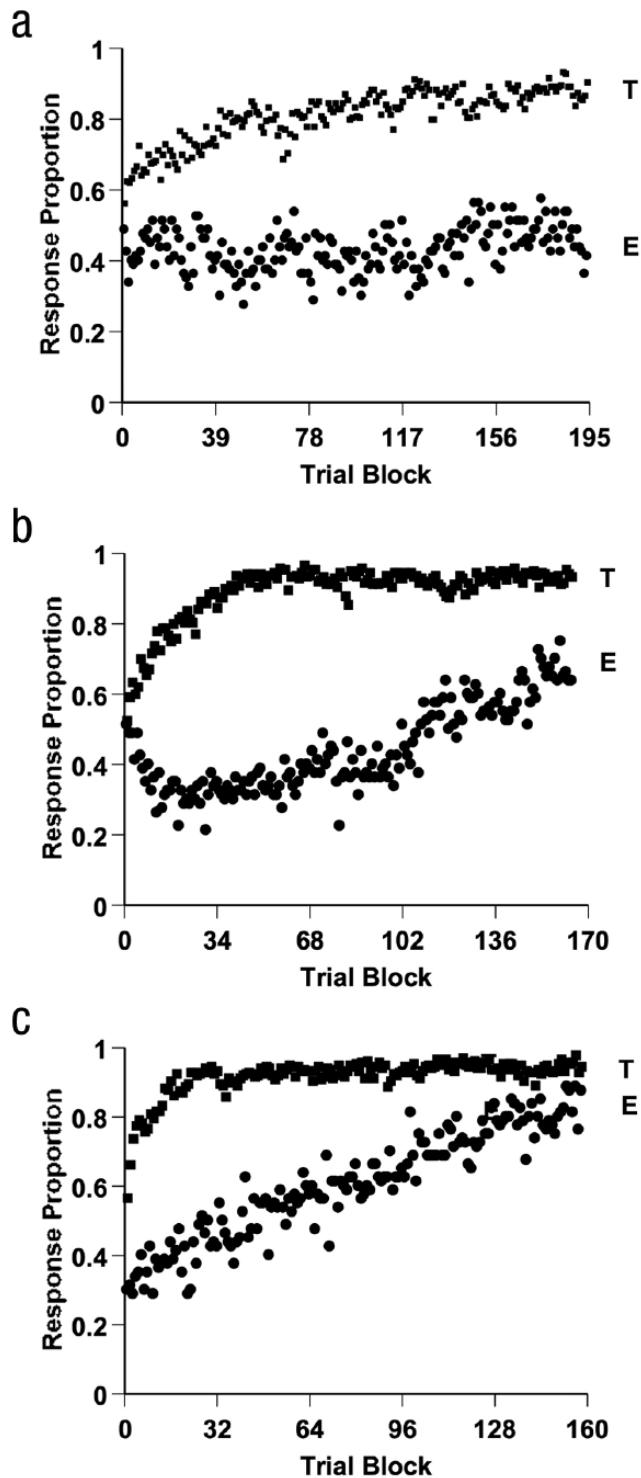 a
Response Proportion
1
0.8
0.6
0.4
0.2
0
T
E
0 39 78 117 156 195
Trial Block
b
Response Proportion
1
0.8
0.6
0.4
0.2
0
T
E
0 34 68 102 136 170
Trial Block
c
Response Proportion
1
0.8
0.6
0.4
0.2
0
T
E
0 32 64 96 128 160
Trial Block